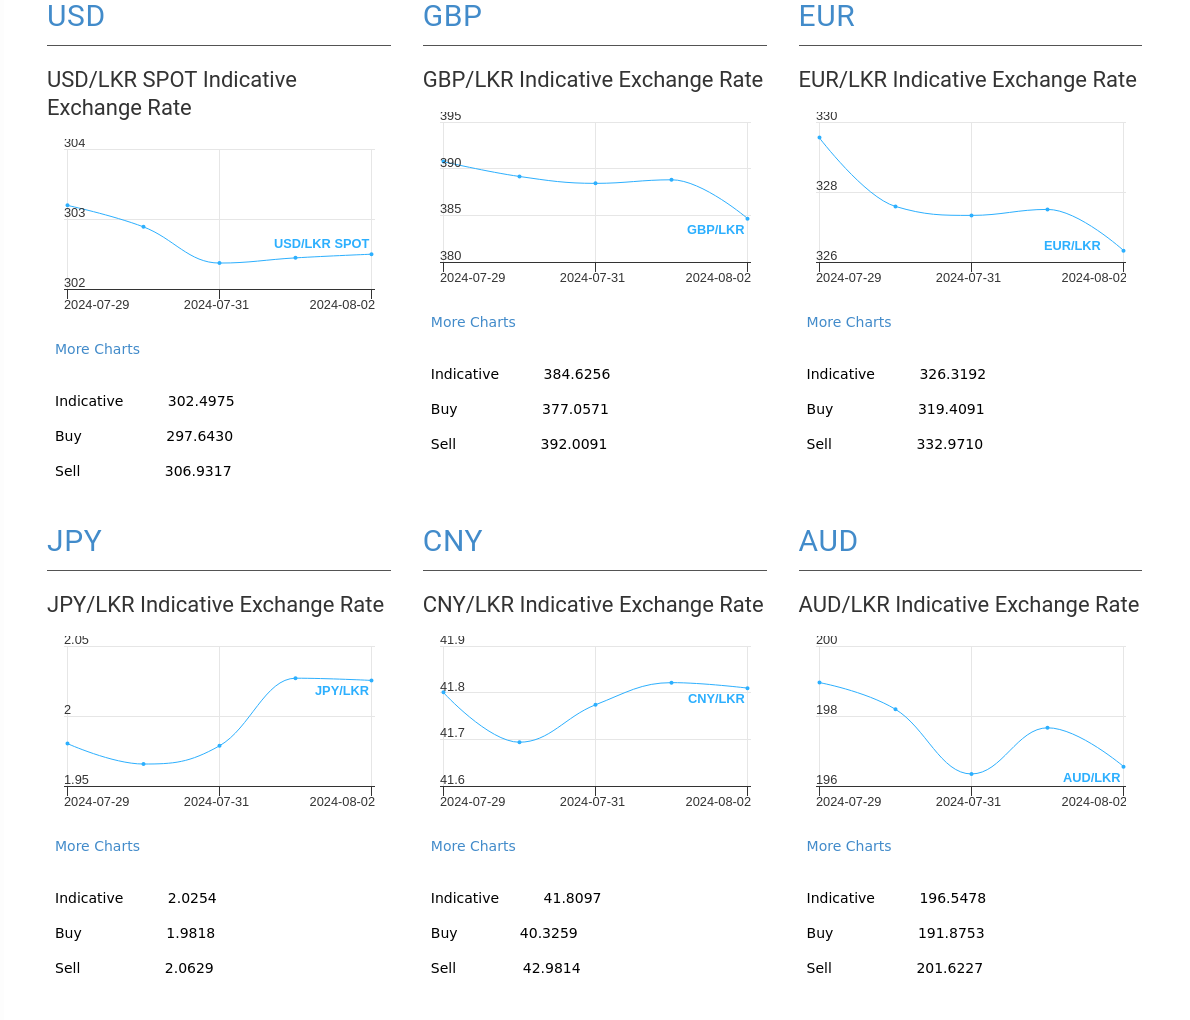 USD
USD/LKR SPOT Indicative
Exchange Rate
304
303
302
USD/LKR SPOT
2024-07-29 2024-07-31 2024-08-02
More Charts
Indicative 302.4975
Buy 297.6430
Sell 306.9317
GBP
GBP/LKR Indicative Exchange Rate
395
390
385
GBP/LKR
380
2024-07-29 2024-07-31 2024-08-02
More Charts
Indicative 384.6256
Buy 377.0571
Sell 392.0091
EUR
EUR/LKR Indicative Exchange Rate
330
328
EUR/LKR
326
2024-07-29 2024-07-31 2024-08-02
More Charts
Indicative 326.3192
Buy 319.4091
Sell 332.9710
JPY
JPY/LKR Indicative Exchange Rate
2.05
JPY/LKR
2
1.95
2024-07-29 2024-07-31 2024-08-02
More Charts
Indicative 2.0254
Buy 1.9818
Sell 2.0629
CNY
CNY/LKR Indicative Exchange Rate
41.9
41.8
CNY/LKR
41.7
41.6
2024-07-29 2024-07-31 2024-08-02
More Charts
Indicative 41.8097
Buy 40.3259
Sell 42.9814
AUD
AUD/LKR Indicative Exchange Rate
200
198
AUD/LKR
196
2024-07-29 2024-07-31 2024-08-02
More Charts
Indicative 196.5478
Buy 191.8753
Sell 201.6227